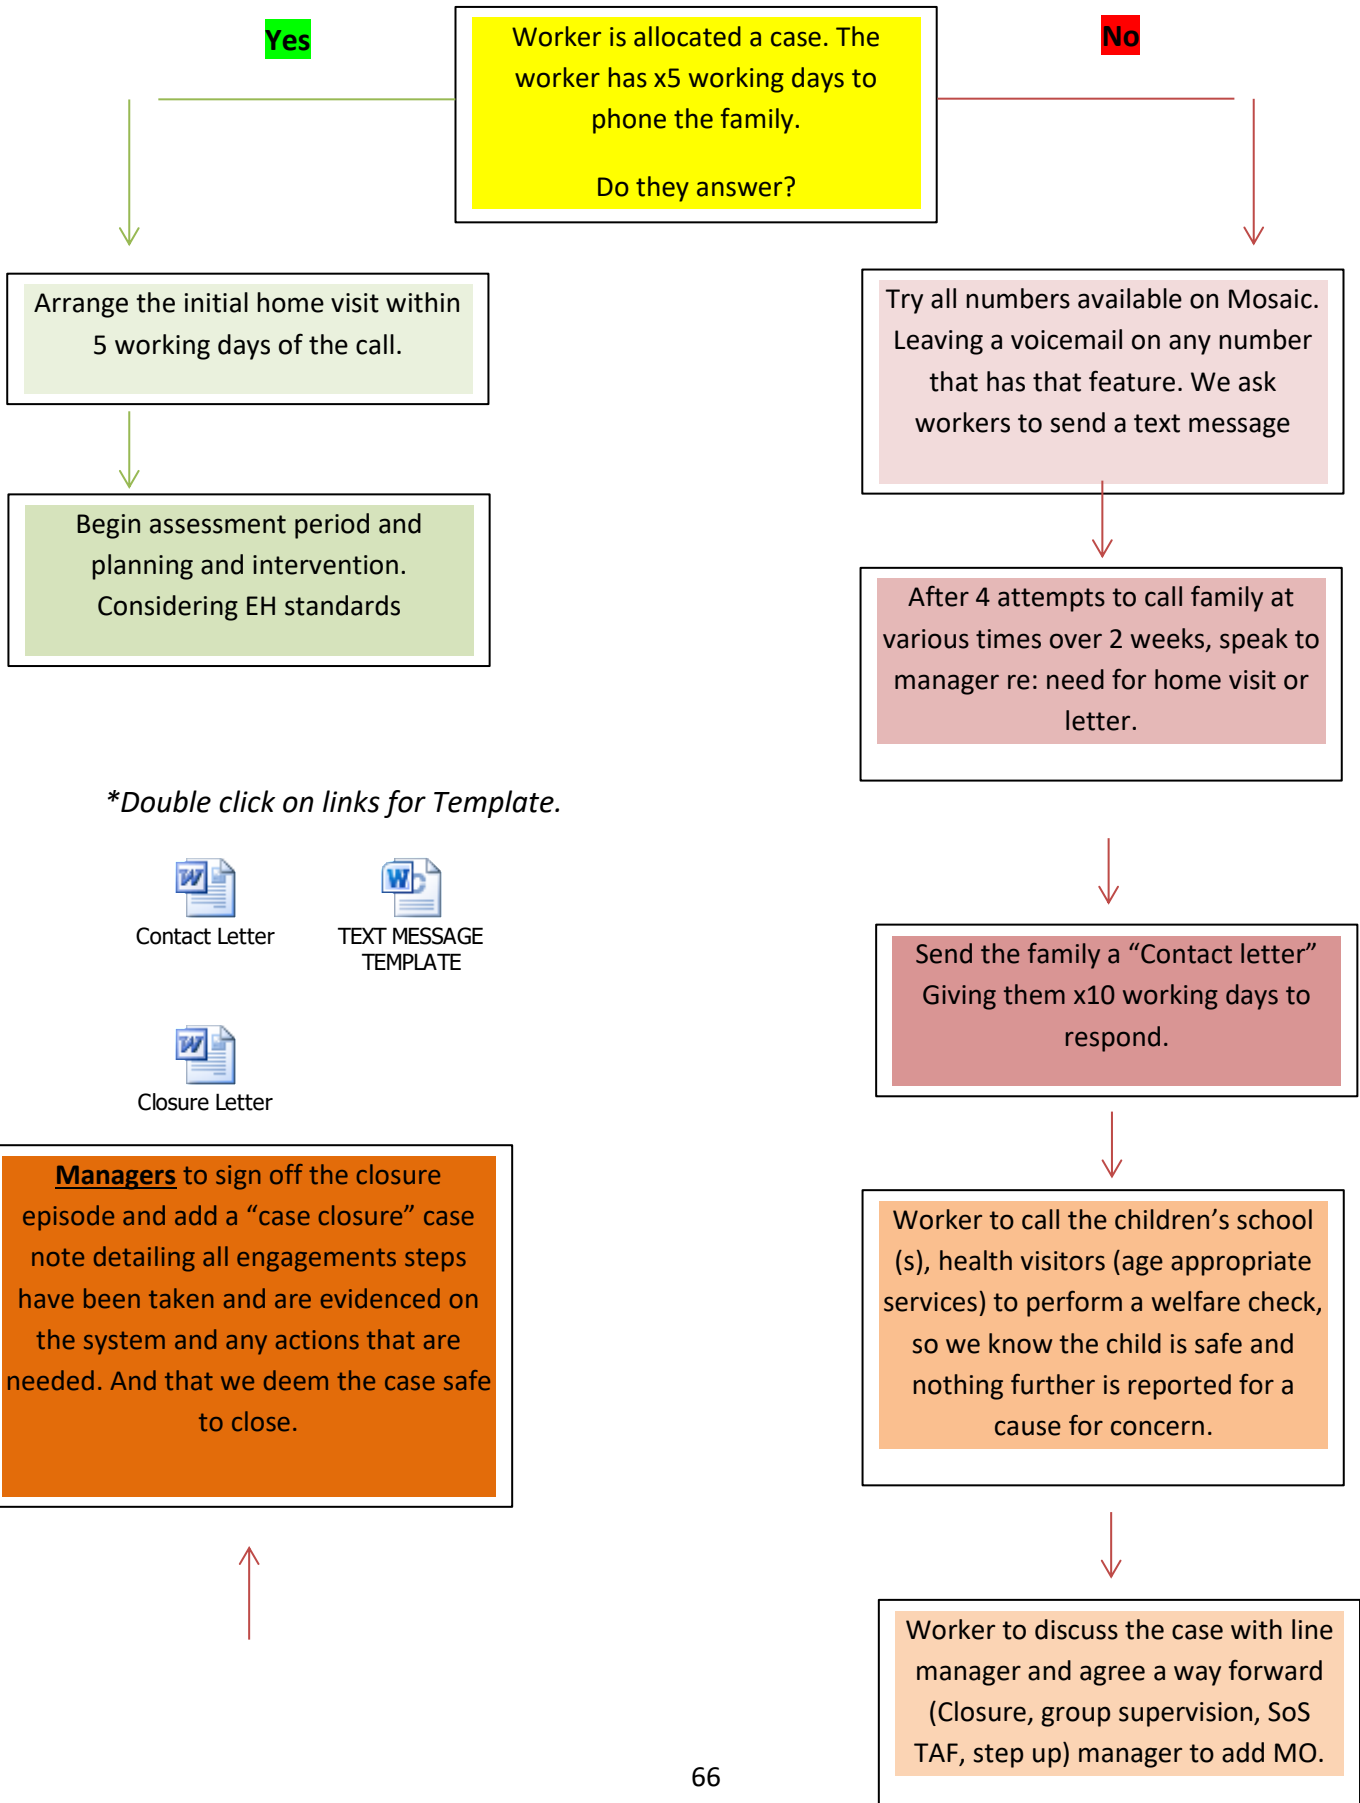 Yes
Worker is allocated a case. The
worker has x5 working days to
phone the family.
Do they answer?
No
Arrange the initial home visit within
5 working days of the call.
Begin assessment period and
planning and intervention.
Considering EH standards
Try all numbers available on Mosaic.
Leaving a voicemail on any number
that has that feature. We ask
workers to send a text message
After 4 attempts to call family at
various times over 2 weeks, speak to
manager re: need for home visit or
letter.
*Double click on links for Template.
Contact Letter
TEXT MESSAGE
TEMPLATE
Closure Letter
Send the family a “Contact letter”
Giving them x10 working days to
respond.
Managers to sign off the closure
episode and add a “case closure” case
note detailing all engagements steps
have been taken and are evidenced on
the system and any actions that are
needed. And that we deem the case safe
to close.
Worker to call the children’s school
(s), health visitors (age appropriate
services) to perform a welfare check,
so we know the child is safe and
nothing further is reported for a
cause for concern.
Worker to discuss the case with line
manager and agree a way forward
(Closure, group supervision, SoS
TAF, step up) manager to add MO.
66